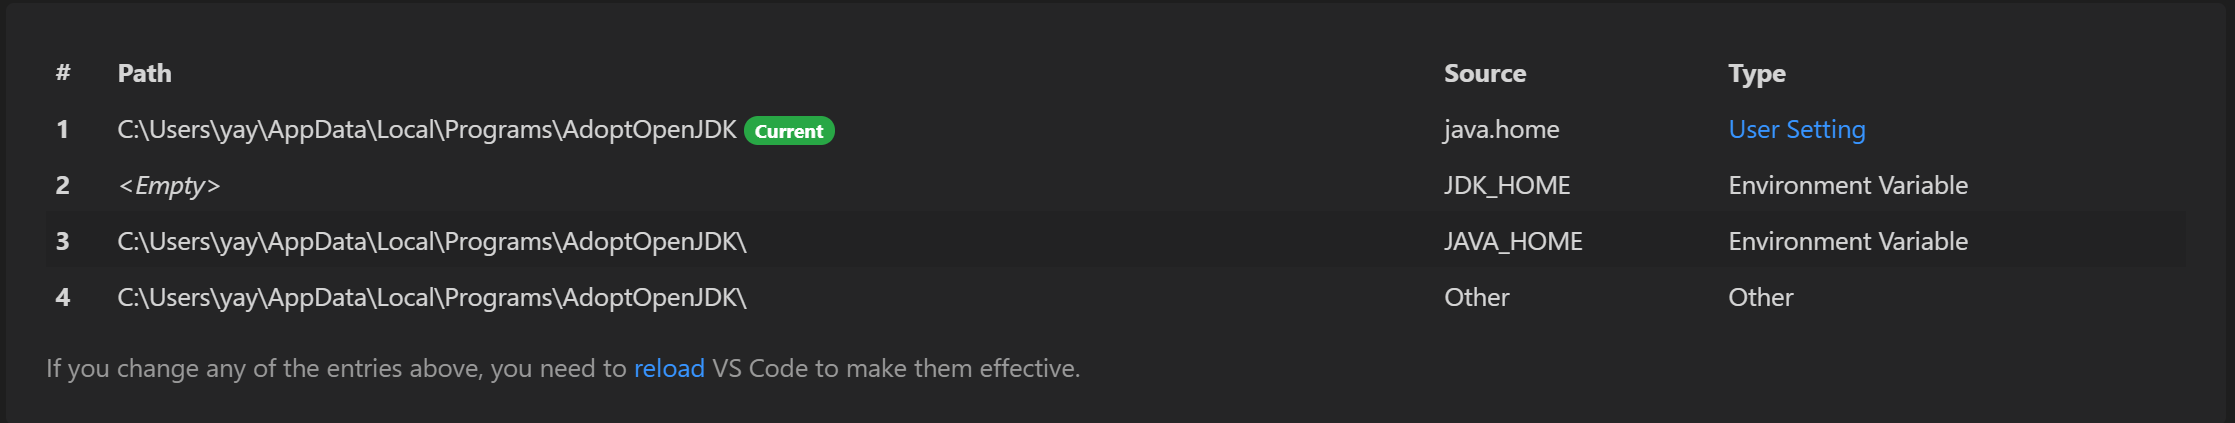 # Path Source Type
1 C:\Users\yay\AppData\Local\Programs\AdoptOpenJDK Current java.home User Setting
2 <Empty> JDK_HOME Environment Variable
3 C:\Users\yay\AppData\Local\Programs\AdoptOpenJDK\ JAVA_HOME Environment Variable
4 C:\Users\yay\AppData\Local\Programs\AdoptOpenJDK\ Other Other
If you change any of the entries above, you need to reload VS Code to make them effective.